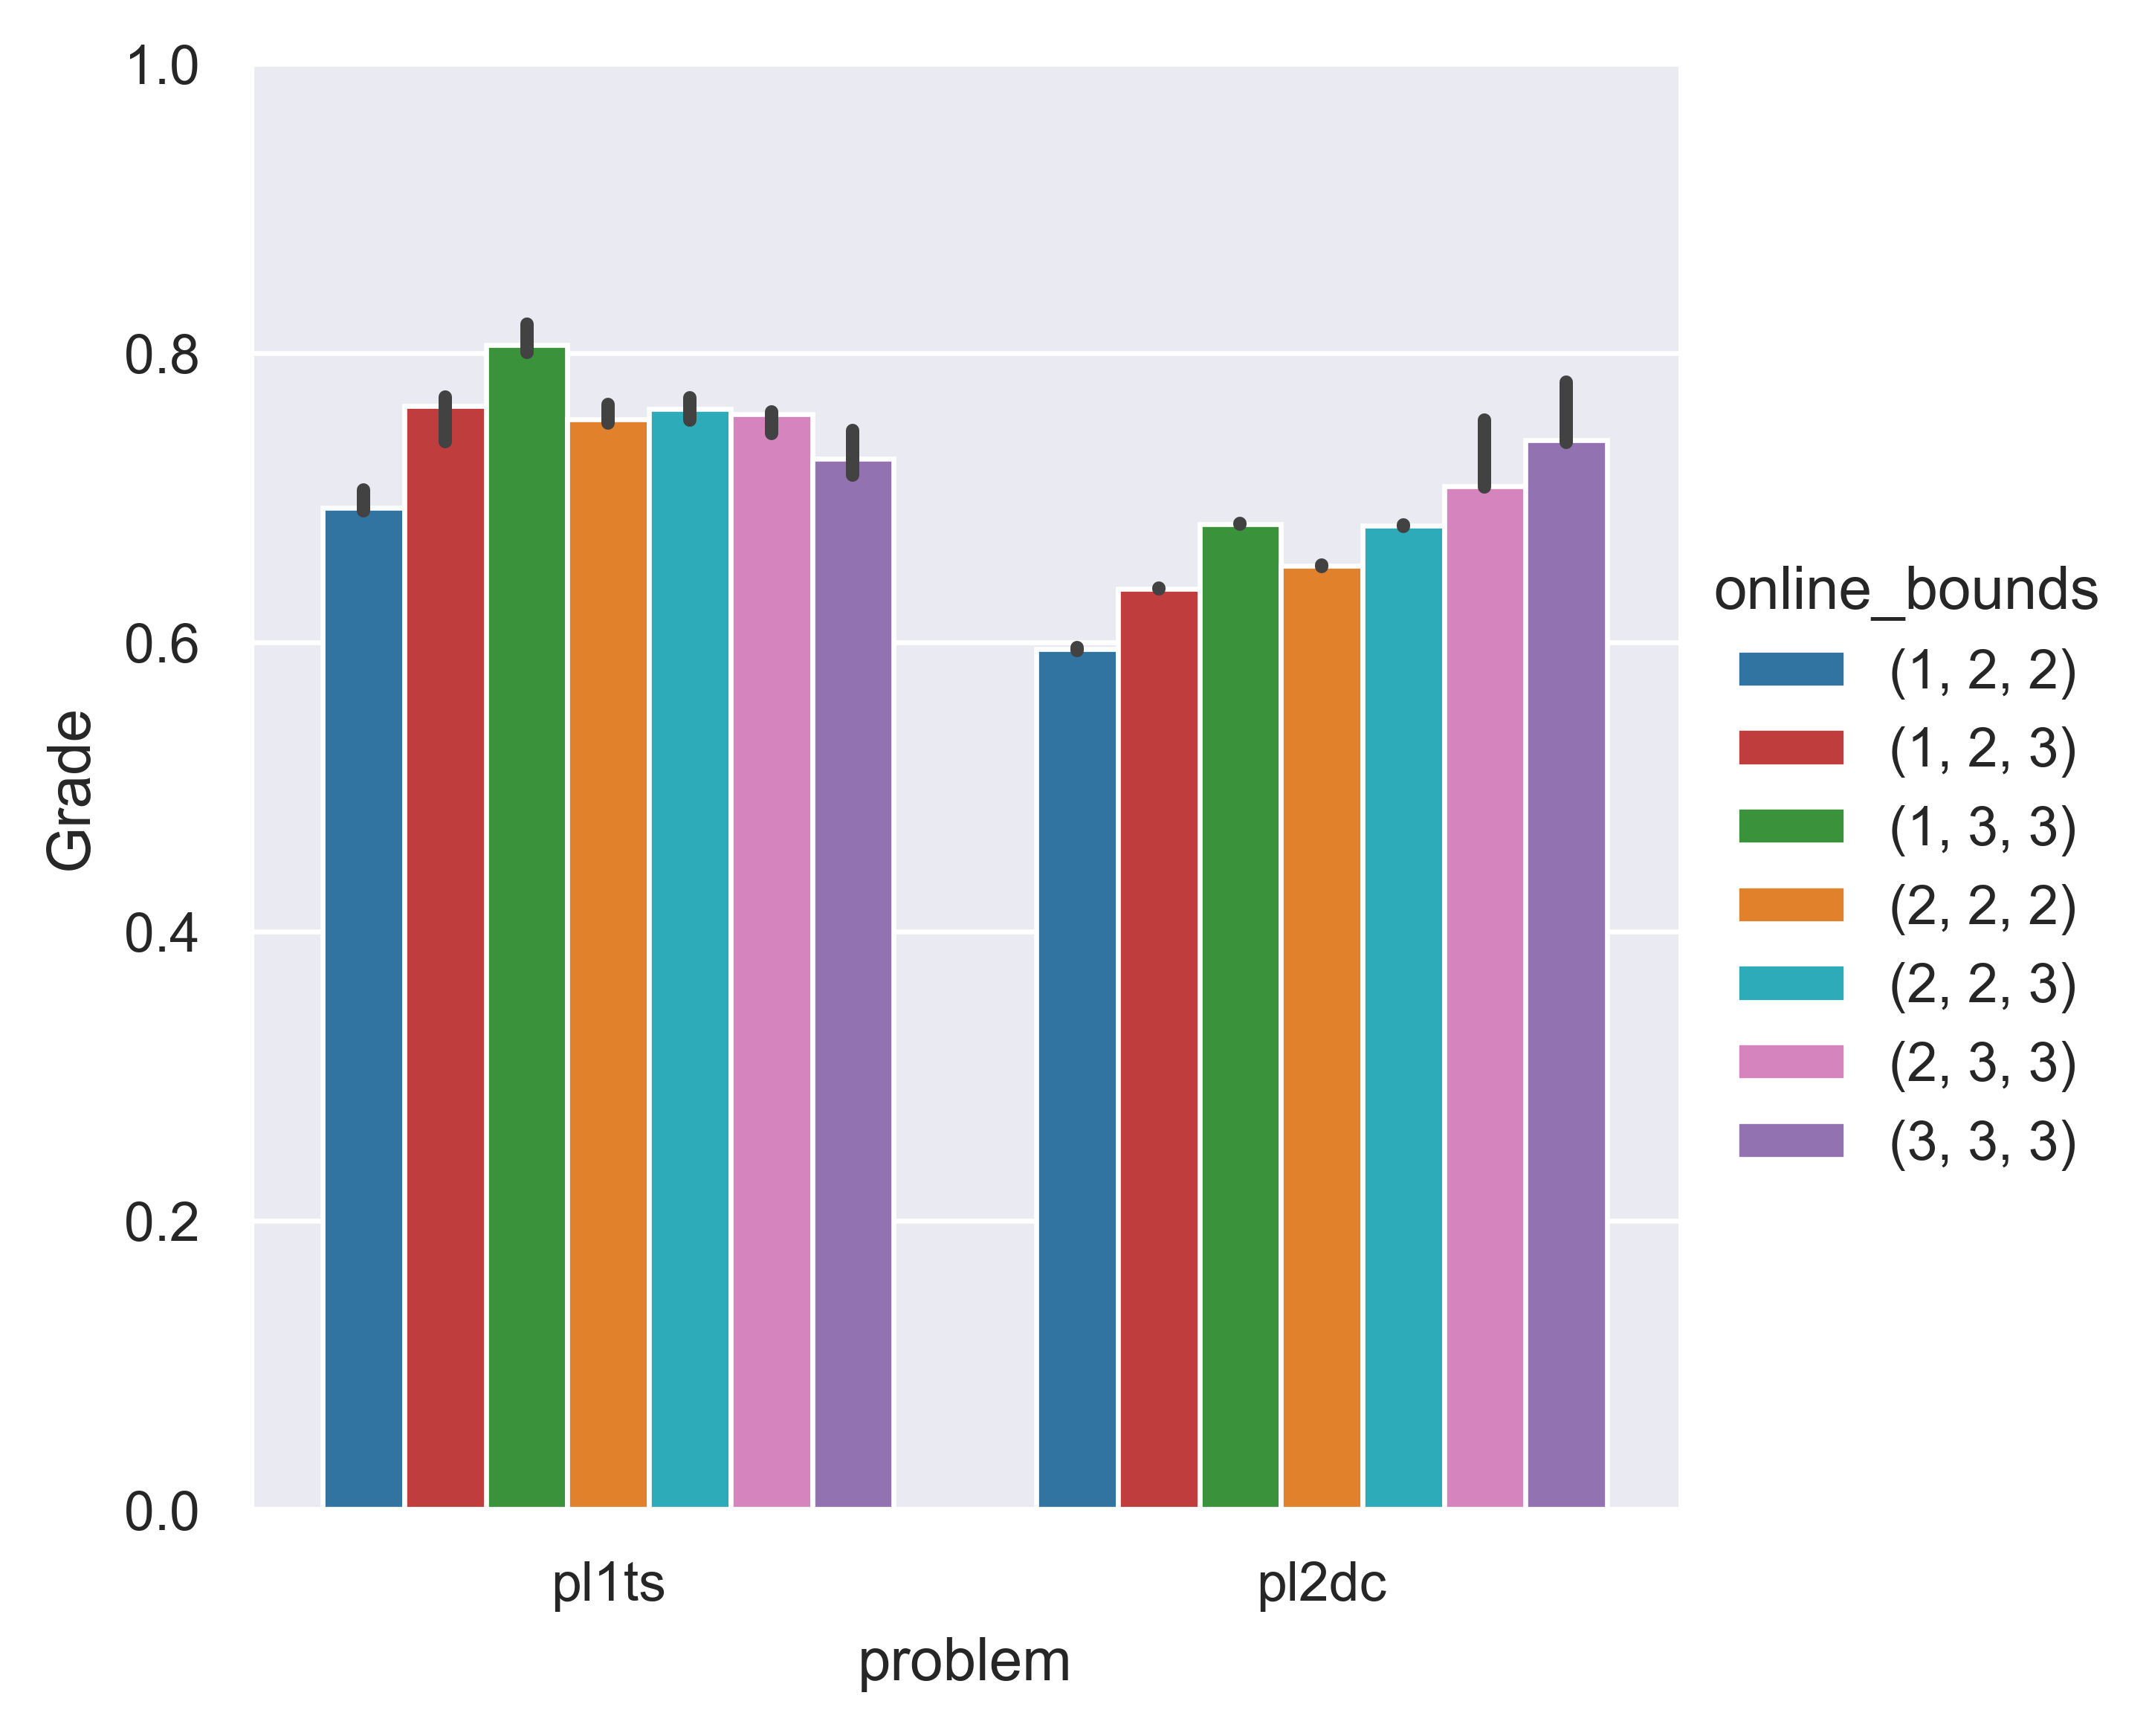 1.0
0.8
0.6
0.4
0.2
0.0
Grade
pl1ts
pl2dc
problem
online_bounds
(1, 2, 2)
(1, 2, 3)
(1, 3, 3)
(2, 2, 2)
(2, 2, 3)
(2, 3, 3)
(3, 3, 3)